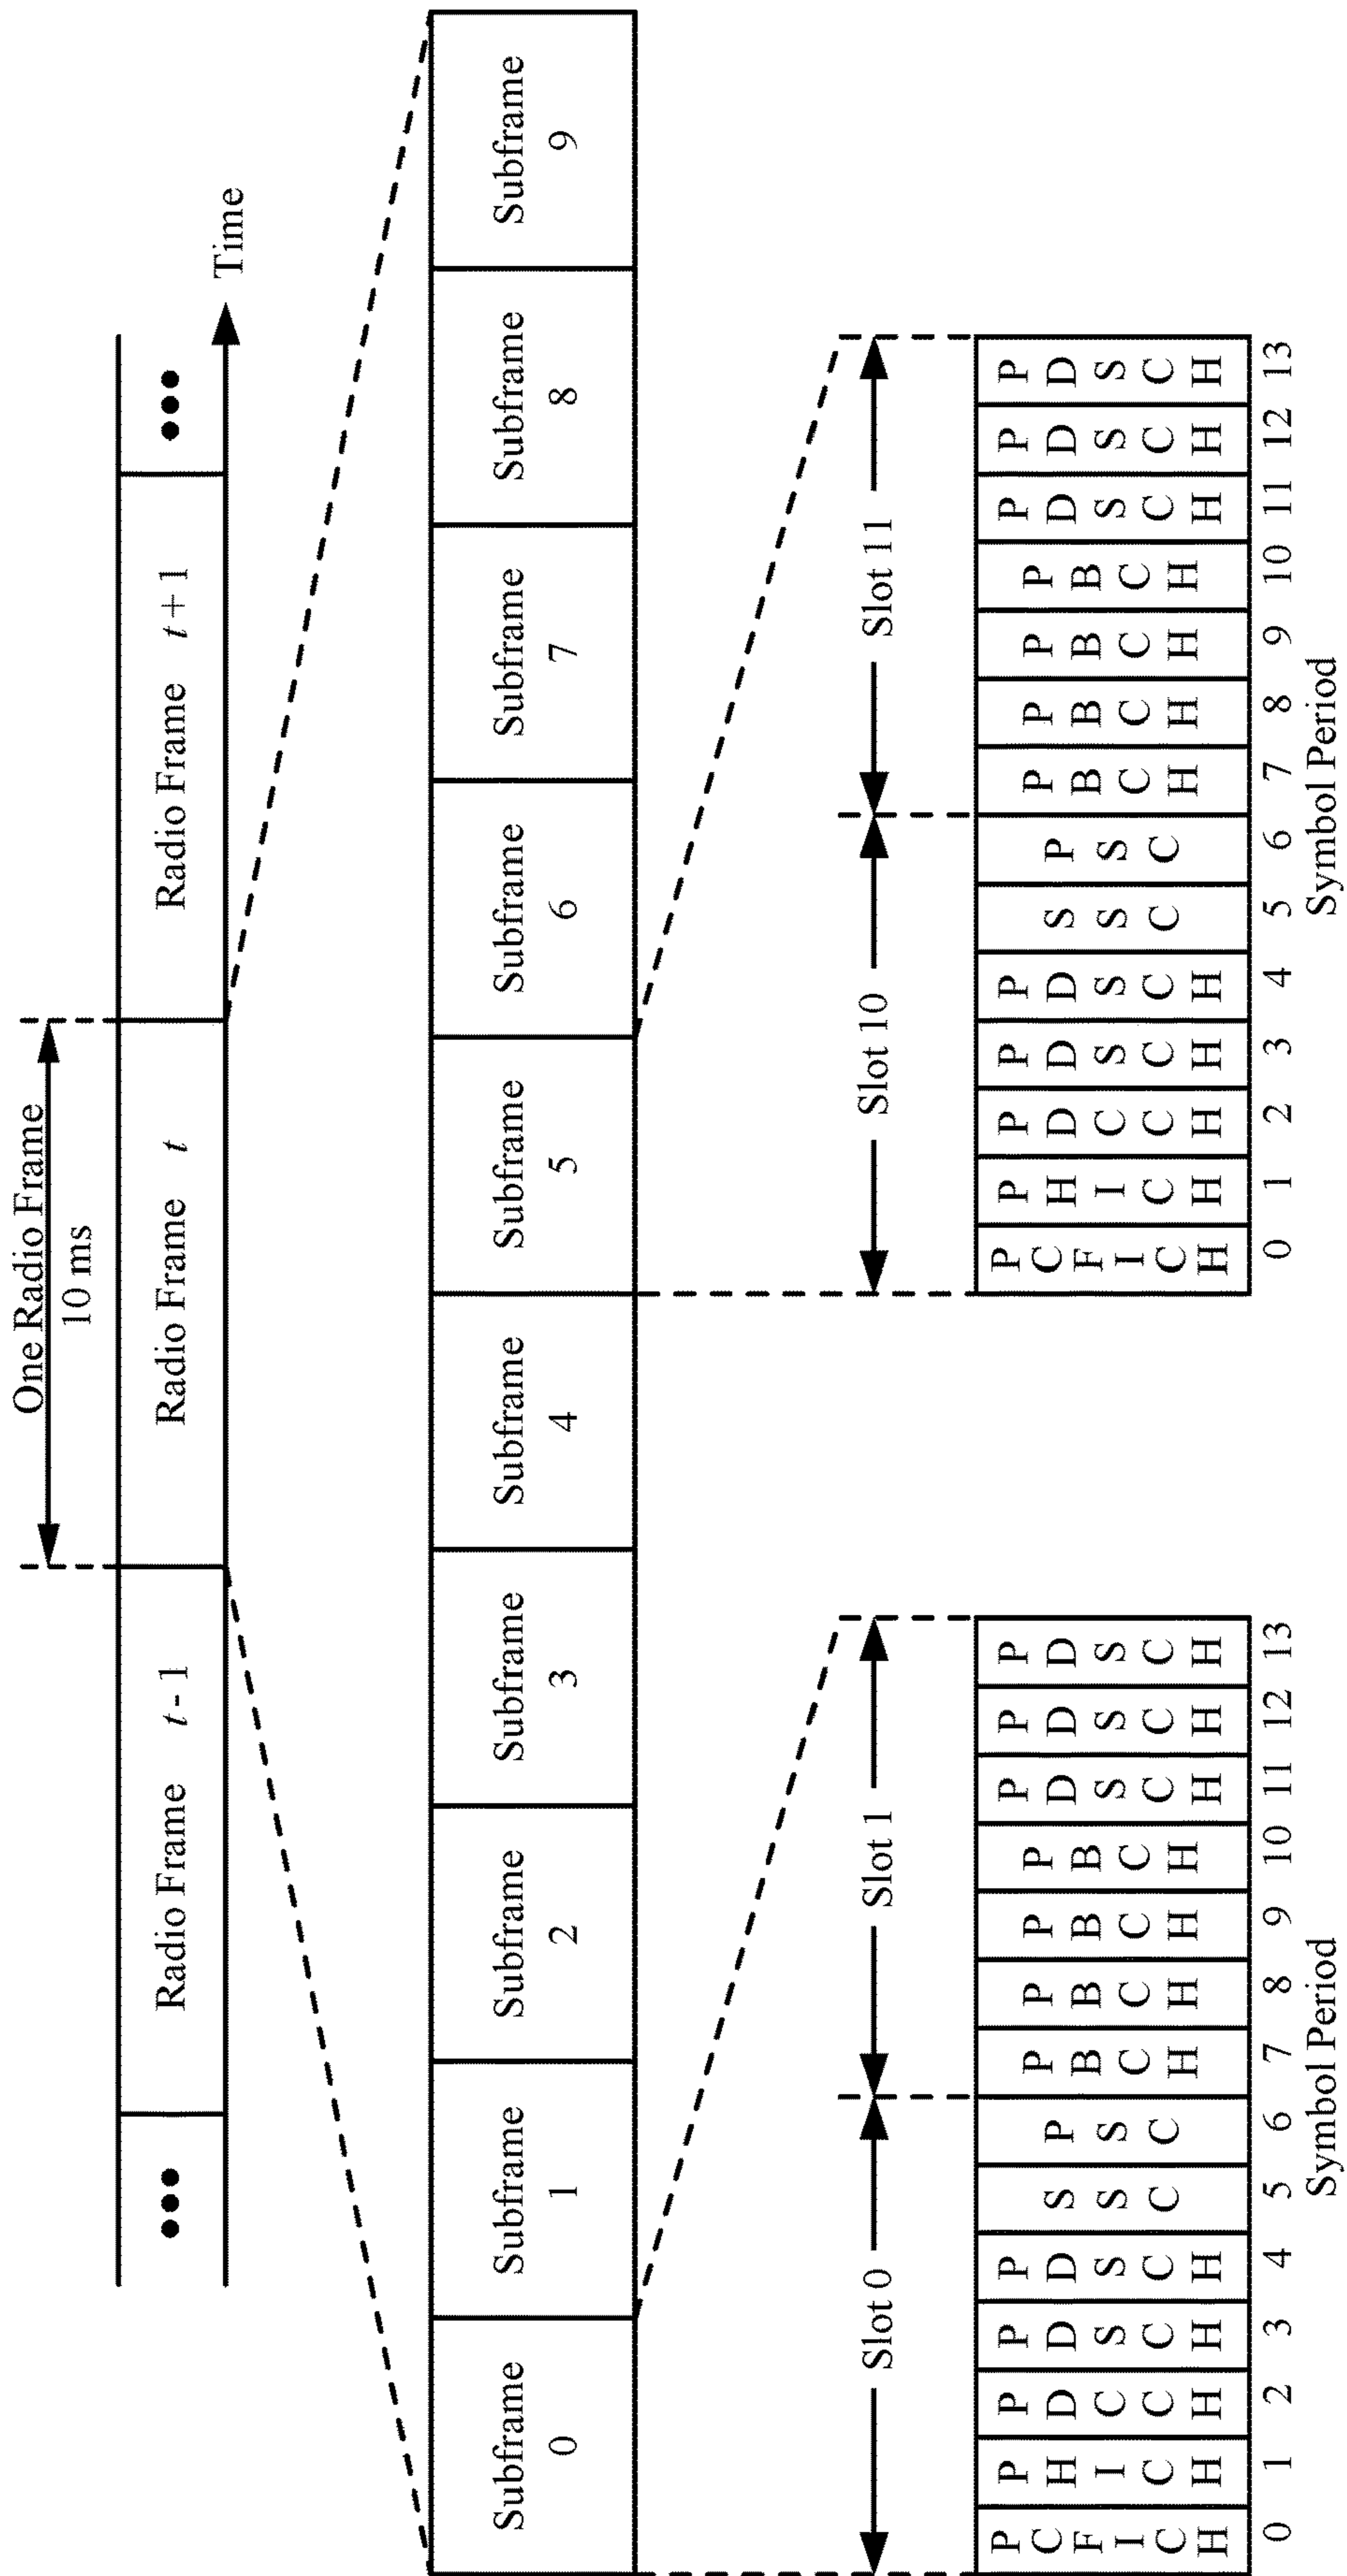 One Radio Frame
10 ms
••• Radio Frame t-1 Radio Frame t Radio Frame t+1 •••
Time
Subframe 0
Subframe 1
Subframe 2
Subframe 3
Subframe 4
Subframe 5
Subframe 6
Subframe 7
Subframe 8
Subframe 9
Slot 0
Slot 1
PCFICH
PHICH
PDCCH
PDSCH
PDSCH
SSC
PSC
PBCH
PBCH
PBCH
PBCH
PDSCH
PDSCH
PDSCH
0 1 2 3 4 5 6 7 8 9 10 11 12 13
Symbol Period
Slot 10
Slot 11
PCFICH
PHICH
PDCCH
PDSCH
PDSCH
SSC
PSC
PBCH
PBCH
PBCH
PBCH
PDSCH
PDSCH
PDSCH
0 1 2 3 4 5 6 7 8 9 10 11 12 13
Symbol Period